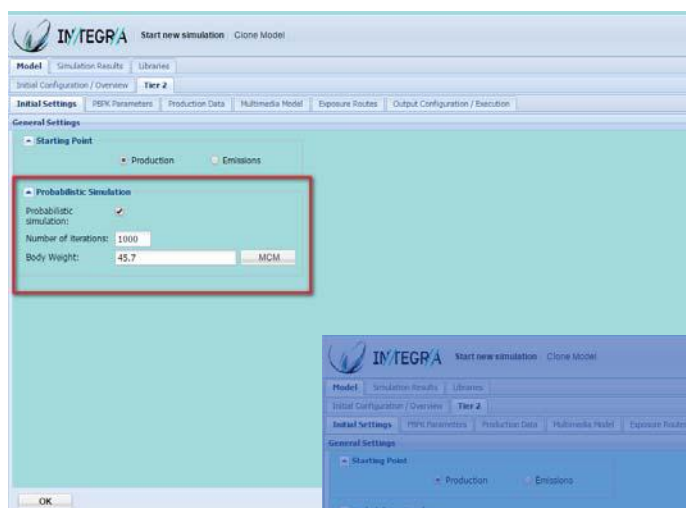 INTEGRA Start new simulation Clone Model
Model Simulation Results Libraries
Initial Configuration / Overview Tier 2
Initial Settings PBPK Parameters Production Data Multimedia Model Exposure Routes Output Configuration / Execution
General Settings
Starting Point
Production Emissions
Probabilistic Simulation
Probabilistic
simulation:
Number of Iterations: 1000
Body Weight: 45.7 MCM
OK
INTEGRA Start new simulation Clone Model
Model Simulation Results Libraries
Initial Configuration / Overview Tier 2
Initial Settings PBPK Parameters Production Data Multimedia Model Exposure Routes
General Settings
Starting Point
Production Emissions